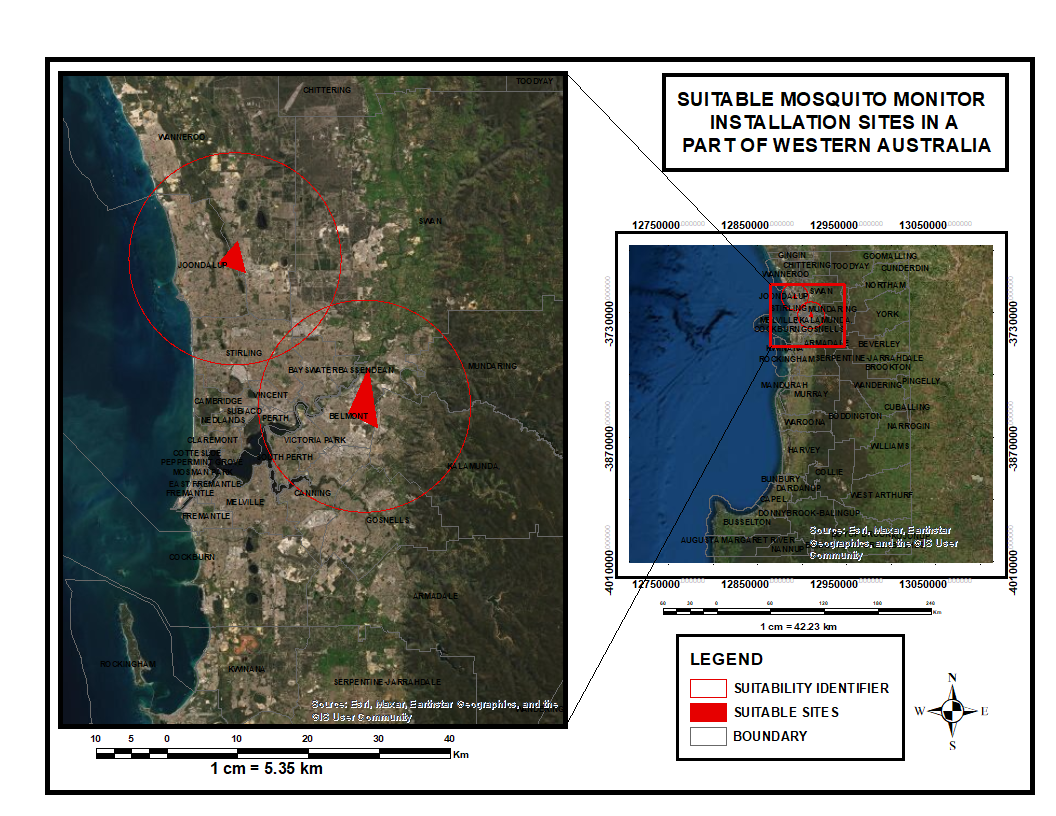 SUITABLE MOSQUITO MONITOR
INSTALLATION SITES IN A
PART OF WESTERN AUSTRALIA
TOODYAY
CHITTERING
WANNEROO
SWAN
JOONDALUP
STIRLING
BAYSWATER BASSENDEAN
MUNDARING
VINCENT
CAMBRIDGE
SUBIACO
NEDLANDS
PERTH
BELMONT
CLAREMONT
VICTORIA PARK
COTTESLOE
PEPPERMINT GROVE
SOUTH PERTH
MOSMAN PARK
KALAMUNDA
EAST FREMANTLE
FREMANTLE
CANNING
MELVILLE
FREMANTLE
GOSNELLS
COCKBURN
ARMADALE
ROCKINGHAM
KWINANA
SERPENTINE-JARRAHDALE
Source: Esri, Maxar, Earthstar Geographics, and the
GIS User Community
10 5 0 10 20 30 40
Km
1 cm = 5.35 km
12750000 12850000 12950000 13050000
3730000
3870000
4010000
3730000
3870000
4010000
GINGIN
GOOMALLING
CHITTERING TOODYAY
CUNDERDIN
WANNEROO
NORTHAM
JOONDALUP
SWAN
STIRLING MUNDARING
YORK
MELVILLE KALAMUNDA
COCKBURN GOSNELLS
ARMADALE
BEVERLEY
KWINANA
ROCKINGHAM SERPENTINE-JARRAHDALE
BROOKTON
MANDURAH
WANDERING
PINGELLY
MURRAY
CUBALLING
BODDINGTON
WAROONA
NARROGIN
HARVEY
WILLIAMS
COLLIE
BUNBURY
DARDANUP
CAPEL
WEST ARTHUR
DONNYBROOK-BALINGUP
BUSSELTON
AUGUSTA MARGARET RIVER
NANNUP
Source: Esri, Maxar, Earthstar
Geographics, and the GIS User
Community
12750000 12850000 12950000 13050000
60 30 0 60 120 180 240
Km
1 cm = 42.23 km
LEGEND
SUITABILITY IDENTIFIER
SUITABLE SITES
BOUNDARY
N
W E
S